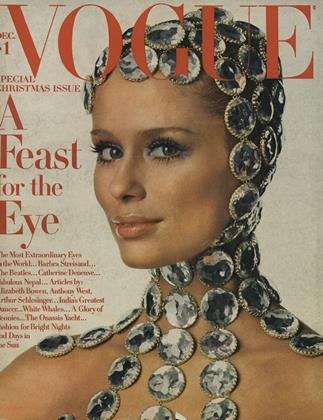 DEC.
$1
VOGUE
SPECIAL
CHRISTMAS ISSUE
A
Feast
for the
Eye
The Most Extraordinary Eyes
in the World... Barbra Streisand...
The Beatles... Catherine Deneuve...
Fabulous Nepal... Articles by:
Elizabeth Bowen, Anthony West,
Arthur Schlesinger... India's Greatest
Dancer... White Whales... A Glory of
Peonies... The Onassis Yacht...
Fashion for Bright Nights
and Days in
the Sun